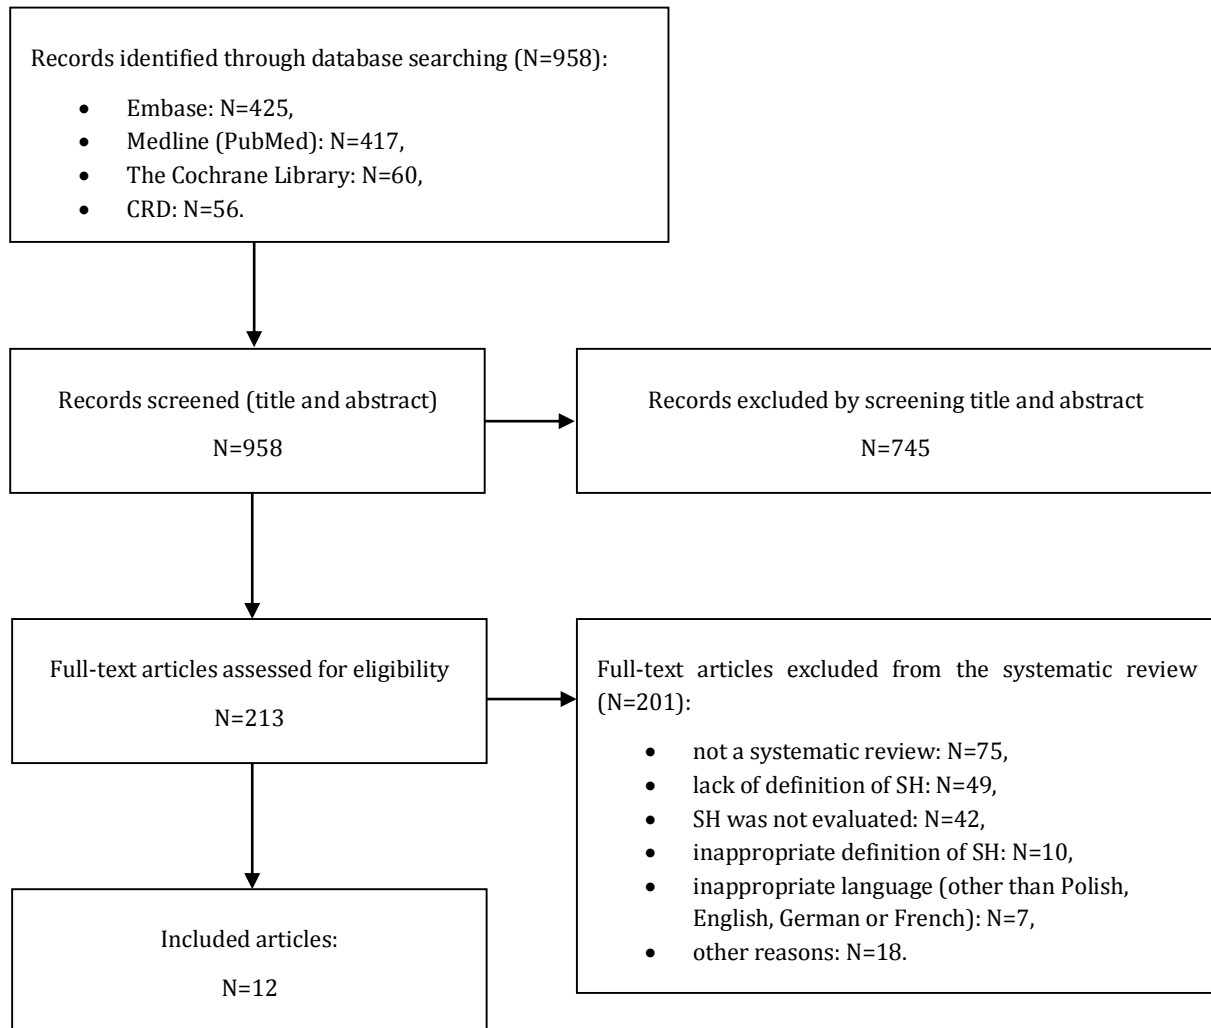 Records identified through database searching (N=958):
• Embase: N=425,
• Medline (PubMed): N=417,
• The Cochrane Library: N=60,
• CRD: N=56.
Records screened (title and abstract)
N=958
Records excluded by screening title and abstract
N=745
Full-text articles assessed for eligibility
N=213
Full-text articles excluded from the systematic review
(N=201):
• not a systematic review: N=75,
• lack of definition of SH: N=49,
• SH was not evaluated: N=42,
• inappropriate definition of SH: N=10,
• inappropriate language (other than Polish,
English, German or French): N=7,
• other reasons: N=18.
Included articles:
N=12